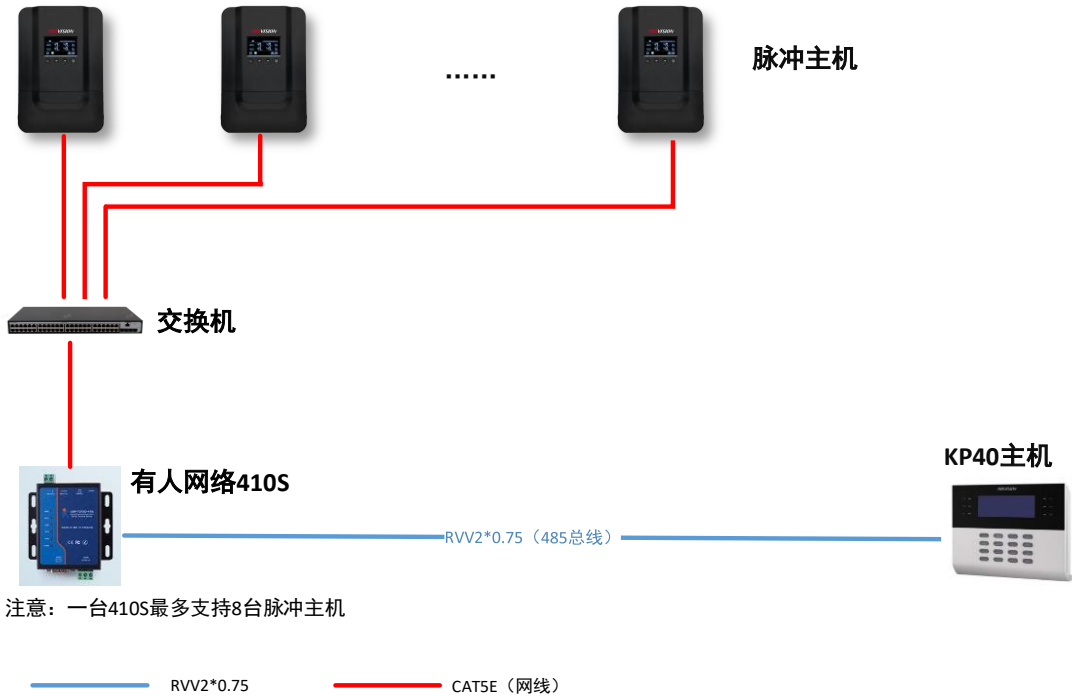 脉冲主机
......
交换机
KP40主机
有人网络410S
RVV2*0.75（485总线）
注意：一台410S最多支持8台脉冲主机
RVV2*0.75
CAT5E（网线）